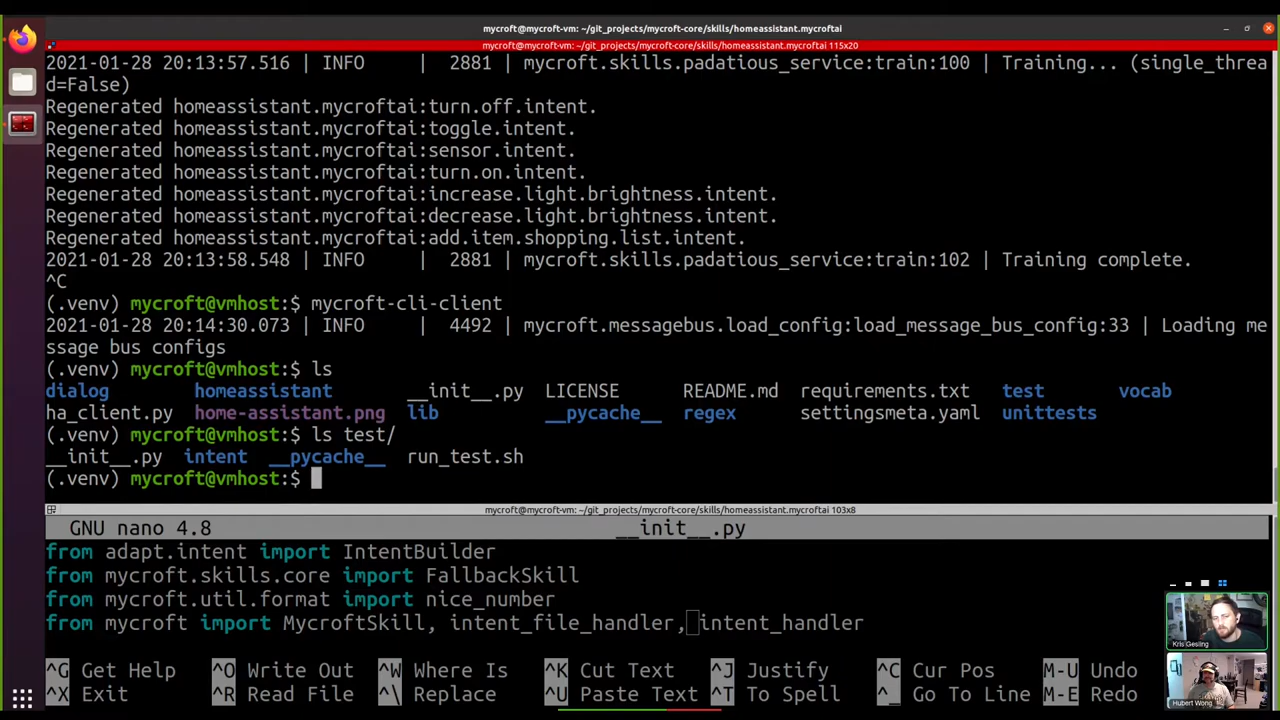 mycroft@mycroft-vm: ~/git_projects/mycroft-core/skills/homeassistant.mycroftai
mycroft@mycroft-vm: ~/git_projects/mycroft-core/skills/homeassistant.mycroftai 115x20
2021-01-28 20:13:57.516 | INFO     |  2881 | mycroft.skills.padatious_service:train:100 | Training... (single_threa
d=False)
Regenerated homeassistant.mycroftai:turn.off.intent.
Regenerated homeassistant.mycroftai:toggle.intent.
Regenerated homeassistant.mycroftai:sensor.intent.
Regenerated homeassistant.mycroftai:turn.on.intent.
Regenerated homeassistant.mycroftai:increase.light.brightness.intent.
Regenerated homeassistant.mycroftai:decrease.light.brightness.intent.
Regenerated homeassistant.mycroftai:add.item.shopping.list.intent.
2021-01-28 20:13:58.548 | INFO     |  2881 | mycroft.skills.padatious_service:train:102 | Training complete.
^C
(.venv) mycroft@vmhost:$ mycroft-cli-client
2021-01-28 20:14:30.073 | INFO     |  4492 | mycroft.messagebus.load_config:load_message_bus_config:33 | Loading me
ssage bus configs
(.venv) mycroft@vmhost:$ ls
dialog homeassistant __init__.py LICENSE README.md requirements.txt test vocab
ha_client.py home-assistant.png lib __pycache__ regex settingsmeta.yaml unittests
(.venv) mycroft@vmhost:$ ls test/
__init__.py intent __pycache__ run_test.sh
(.venv) mycroft@vmhost:$
mycroft@mycroft-vm: ~/git_projects/mycroft-core/skills/homeassistant.mycroftai 103x8
GNU nano 4.8 __init__.py
from adapt.intent import IntentBuilder
from mycroft.skills.core import FallbackSkill
from mycroft.util.format import nice_number
from mycroft import MycroftSkill, intent_file_handler, intent_handler
^G Get Help ^O Write Out ^W Where Is ^K Cut Text ^J Justify ^C Cur Pos M-U Undo
^X Exit ^R Read File ^\ Replace ^U Paste Text ^T To Spell ^_ Go To Line M-E Redo
Kris Gesling
Hubert Wong